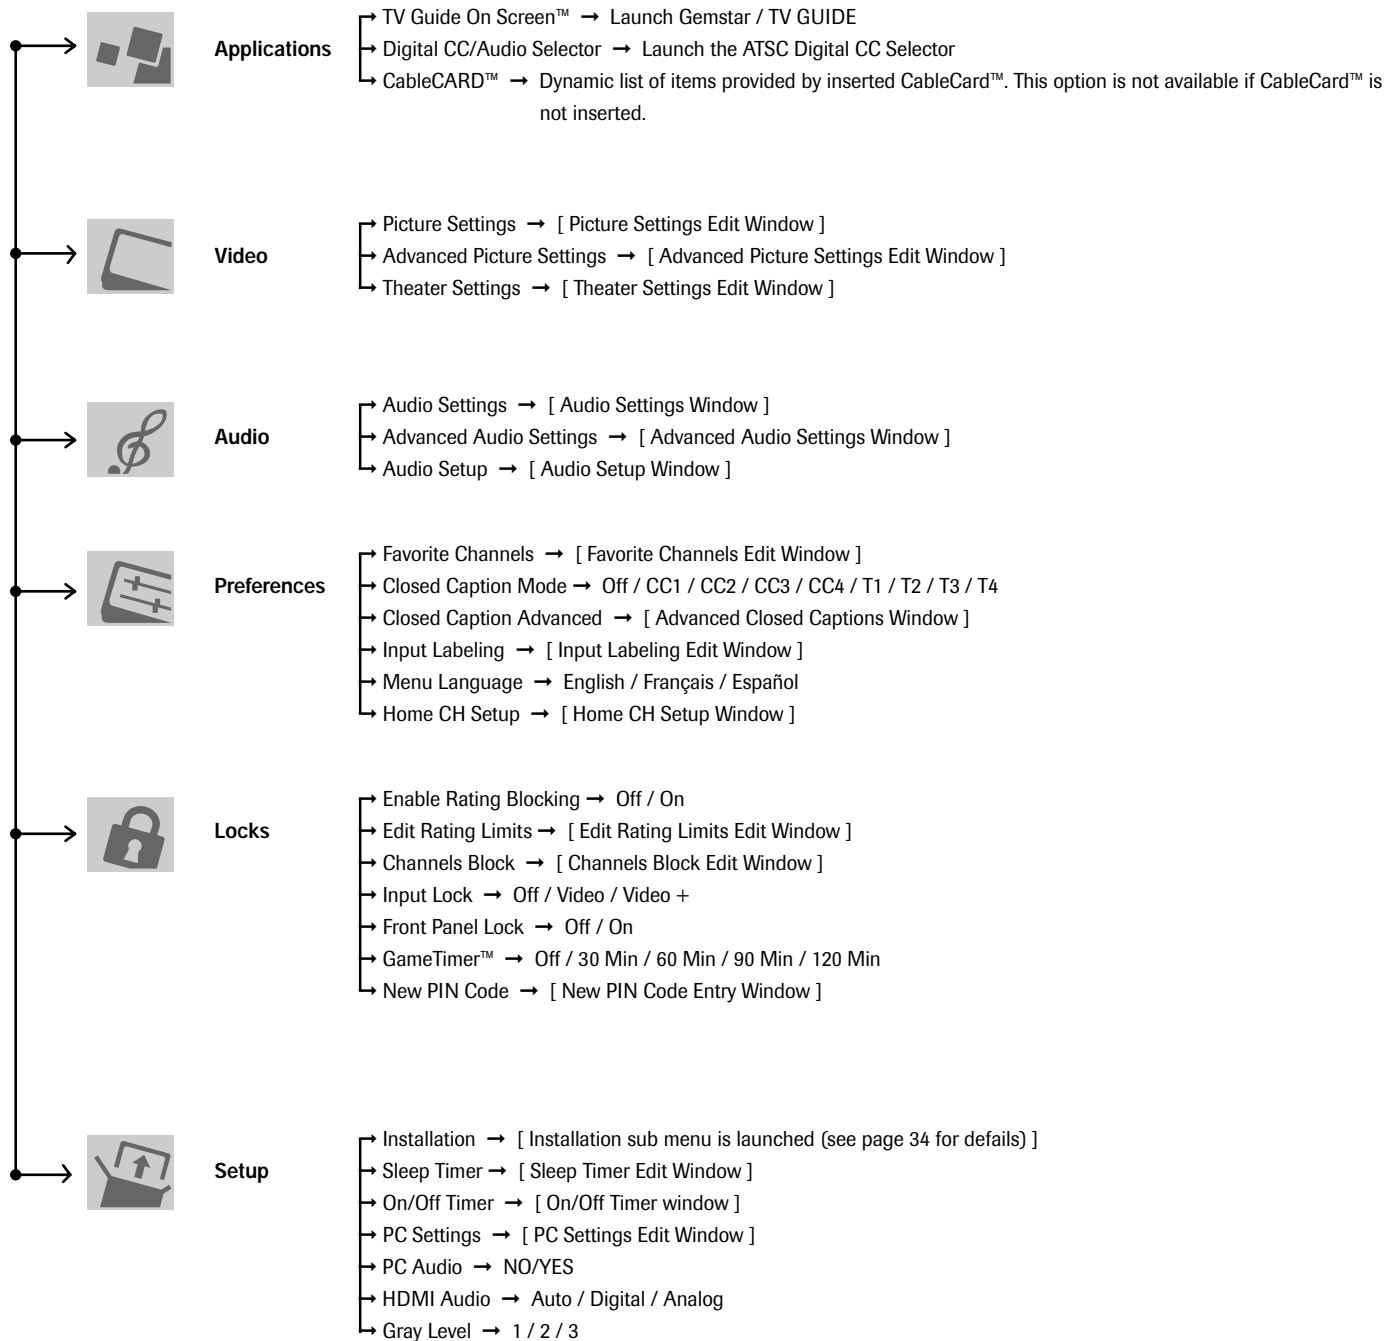 TV Guide On Screen™ → Launch Gemstar / TV GUIDE
Applications
Digital CC/Audio Selector → Launch the ATSC Digital CC Selector
CableCARD™ → Dynamic list of items provided by inserted CableCard™. This option is not available if CableCard™ is
not inserted.
Picture Settings → [ Picture Settings Edit Window ]
Video
Advanced Picture Settings → [ Advanced Picture Settings Edit Window ]
Theater Settings → [ Theater Settings Edit Window ]
Audio Settings → [ Audio Settings Window ]
Audio
Advanced Audio Settings → [ Advanced Audio Settings Window ]
Audio Setup → [ Audio Setup Window ]
Favorite Channels → [ Favorite Channels Edit Window ]
Preferences
Closed Caption Mode → Off / CC1 / CC2 / CC3 / CC4 / T1 / T2 / T3 / T4
Closed Caption Advanced → [ Advanced Closed Captions Window ]
Input Labeling → [ Input Labeling Edit Window ]
Menu Language → English / Français / Español
Home CH Setup → [ Home CH Setup Window ]
Enable Rating Blocking → Off / On
Locks
Edit Rating Limits → [ Edit Rating Limits Edit Window ]
Channels Block → [ Channels Block Edit Window ]
Input Lock → Off / Video / Video +
Front Panel Lock → Off / On
GameTimer™ → Off / 30 Min / 60 Min / 90 Min / 120 Min
New PIN Code → [ New PIN Code Entry Window ]
Installation → [ Installation sub menu is launched (see page 34 for defails) ]
Setup
Sleep Timer → [ Sleep Timer Edit Window ]
On/Off Timer → [ On/Off Timer window ]
PC Settings → [ PC Settings Edit Window ]
PC Audio → NO/YES
HDMI Audio → Auto / Digital / Analog
Gray Level → 1 / 2 / 3